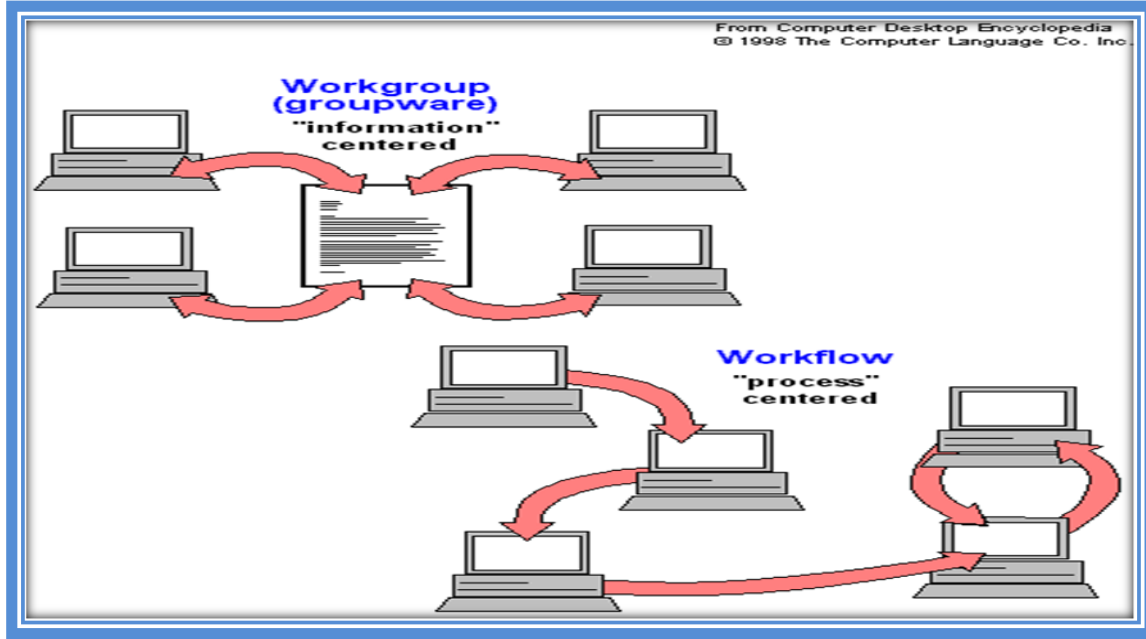 From Computer Desktop Encyclopedia
© 1998 The Computer Language Co. Inc.
Workgroup
(groupware)
"information"
centered
Workflow
"process"
centered